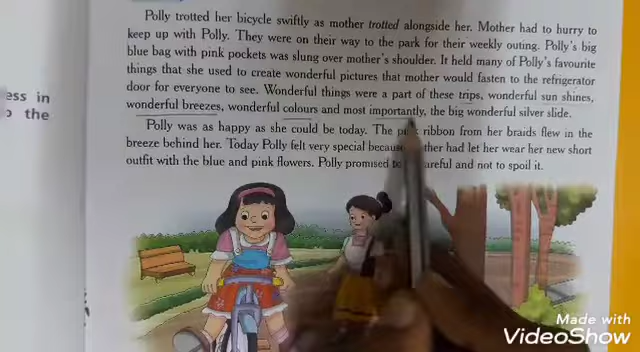 Polly trotted her bicycle swiftly as mother trotted alongside her. Mother had to hurry to
keep up with Polly. They were on their way to the park for their weekly outing. Polly's big
blue bag with pink pockets was slung over mother's shoulder. It held many of Polly's favourite
things that she used to create wonderful pictures that mother would fasten to the refrigerator
door for everyone to see. Wonderful things were a part of these trips, wonderful sun shines,
wonderful breezes, wonderful colours and most importantly, the big wonderful silver slide.
Polly was as happy as she could be today. The ribbon from her braids flew in the
breeze behind her. Today Polly felt very special had let her wear her new short
outfit with the blue and pink flowers. Polly promised and not to spoil it.
ess in
the
Made with
VideoShow